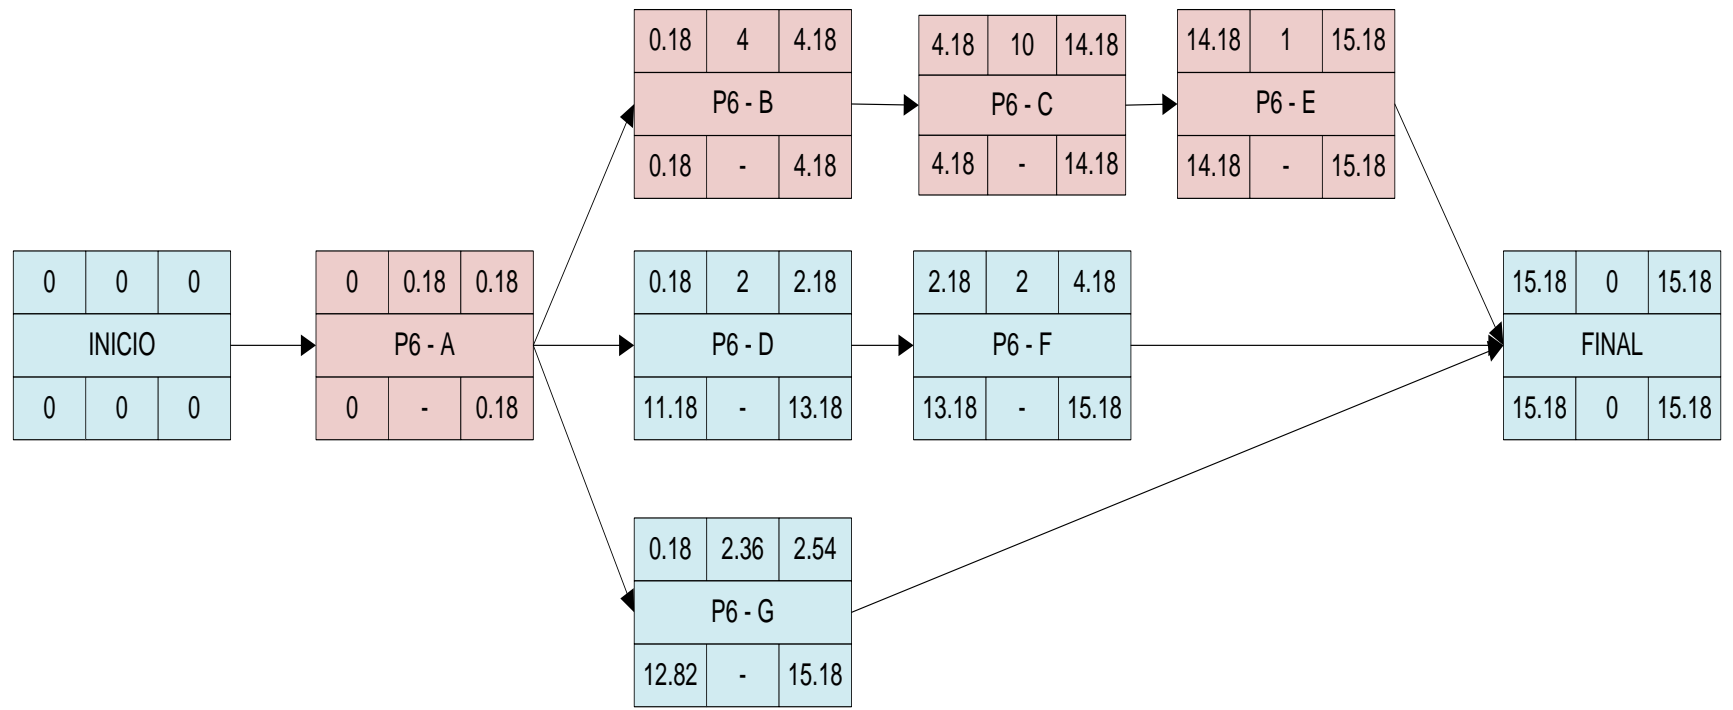 0.18 4 4.18
P6 - B
0.18 - 4.18
4.18 10 14.18
P6 - C
4.18 - 14.18
14.18 1 15.18
P6 - E
14.18 - 15.18
0 0 0
INICIO
0 0 0
0 0.18 0.18
P6 - A
0 - 0.18
0.18 2 2.18
P6 - D
11.18 - 13.18
2.18 2 4.18
P6 - F
13.18 - 15.18
15.18 0 15.18
FINAL
15.18 0 15.18
0.18 2.36 2.54
P6 - G
12.82 - 15.18